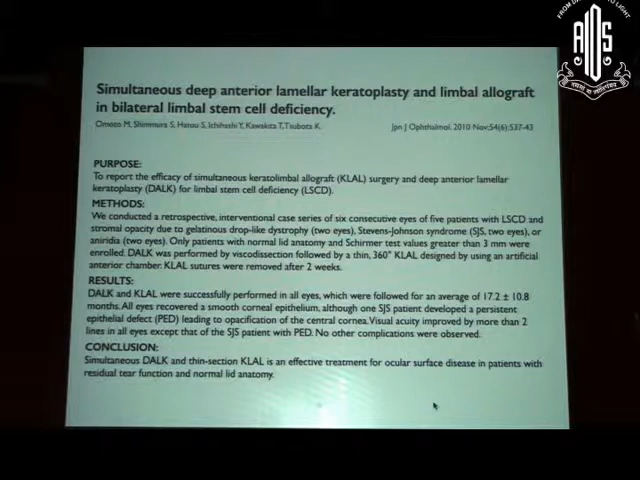 FROM DARKNESS TO LIGHT
AIOS
Simultaneous deep anterior lamellar keratoplasty and limbal allograft
in bilateral limbal stem cell deficiency.
Omoto M, Shimmura S, Hatou S, Ichihashi Y, Kawakita T, Tsubota K.
Jpn J Ophthalmol. 2010 Nov;54(6):537-43
PURPOSE:
To report the efficacy of simultaneous keratolimbal allograft (KLAL) surgery and deep anterior lamellar
keratoplasty (DALK) for limbal stem cell deficiency (LSCD).
METHODS:
We conducted a retrospective, interventional case series of six consecutive eyes of five patients with LSCD and
stromal opacity due to gelatinous drop-like dystrophy (two eyes), Stevens-Johnson syndrome (SJS, two eyes), or
aniridia (two eyes). Only patients with normal lid anatomy and Schirmer test values greater than 3 mm were
enrolled. DALK was performed by viscodissection followed by a thin, 360° KLAL designed by using an artificial
anterior chamber. KLAL sutures were removed after 2 weeks.
RESULTS:
DALK and KLAL were successfully performed in all eyes, which were followed for an average of 17.2 ± 10.8
months. All eyes recovered a smooth corneal epithelium, although one SJS patient developed a persistent
epithelial defect (PED) leading to opacification of the central cornea. Visual acuity improved by more than 2
lines in all eyes except that of the SJS patient with PED. No other complications were observed.
CONCLUSION:
Simultaneous DALK and thin-section KLAL is an effective treatment for ocular surface disease in patients with
residual tear function and normal lid anatomy.